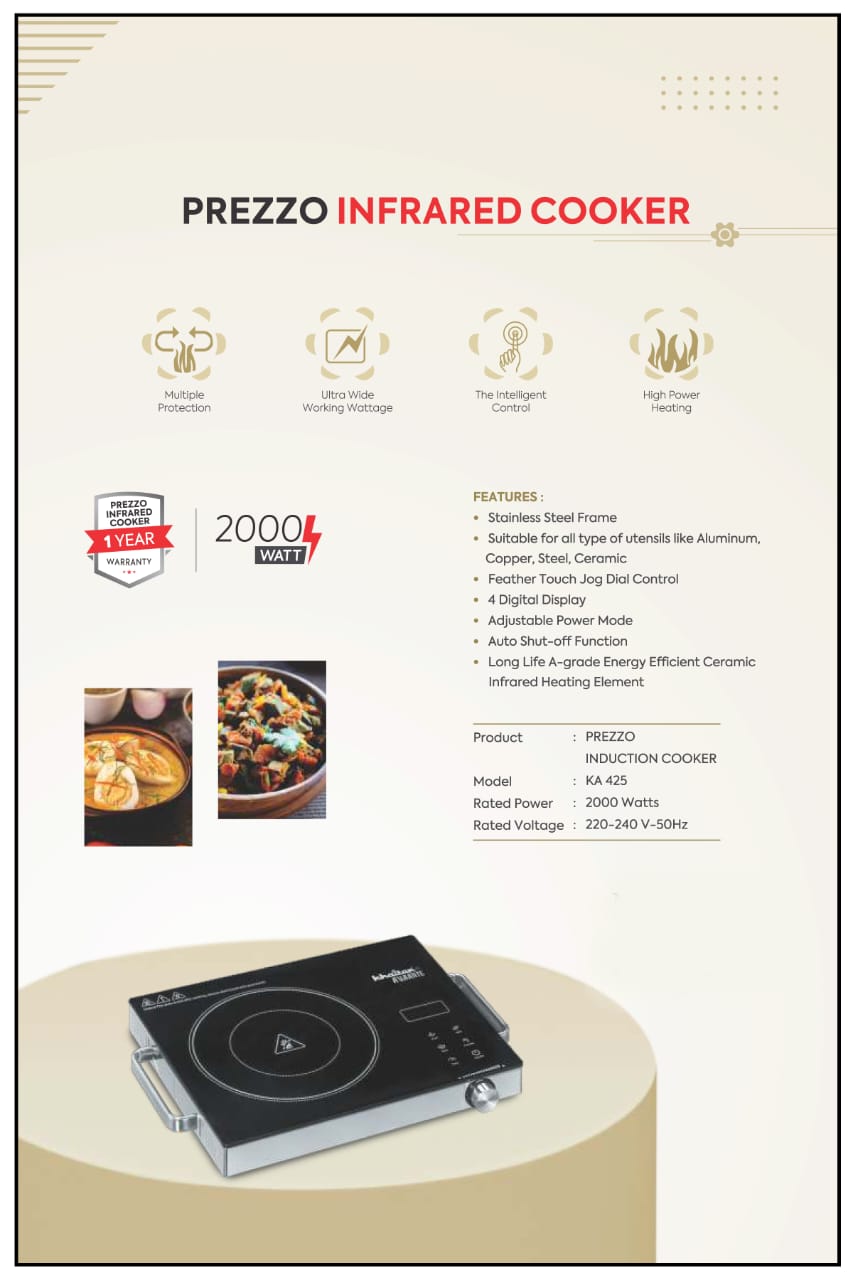 PREZZO INFRARED COOKER
Multiple
Protection
Ultra Wide
Working Wattage
The Intelligent
Control
High Power
Heating
PREZZO
INFRARED
COOKER
1 YEAR
WARRANTY
2000
WATT
FEATURES :
• Stainless Steel Frame
• Suitable for all type of utensils like Aluminum,
Copper, Steel, Ceramic
• Feather Touch Jog Dial Control
• 4 Digital Display
• Adjustable Power Mode
• Auto Shut-off Function
• Long Life A-grade Energy Efficient Ceramic
Infrared Heating Element
Product : PREZZO
INDUCTION COOKER
Model : KA 425
Rated Power : 2000 Watts
Rated Voltage : 220-240 V-50Hz
khaitan
AVAANTE